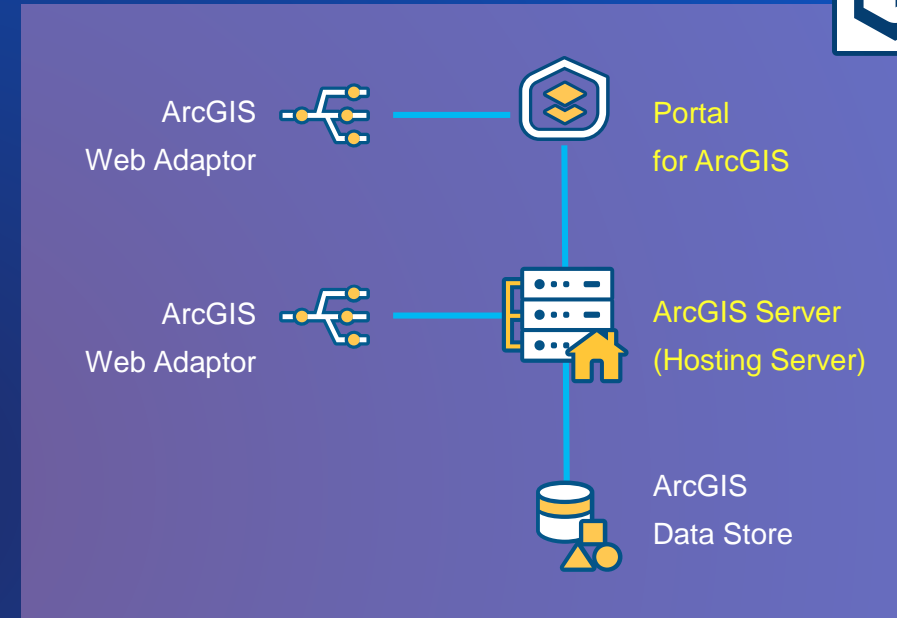 ArcGIS
Web Adaptor
Portal
for ArcGIS
ArcGIS
Web Adaptor
ArcGIS Server
(Hosting Server)
ArcGIS
Data Store